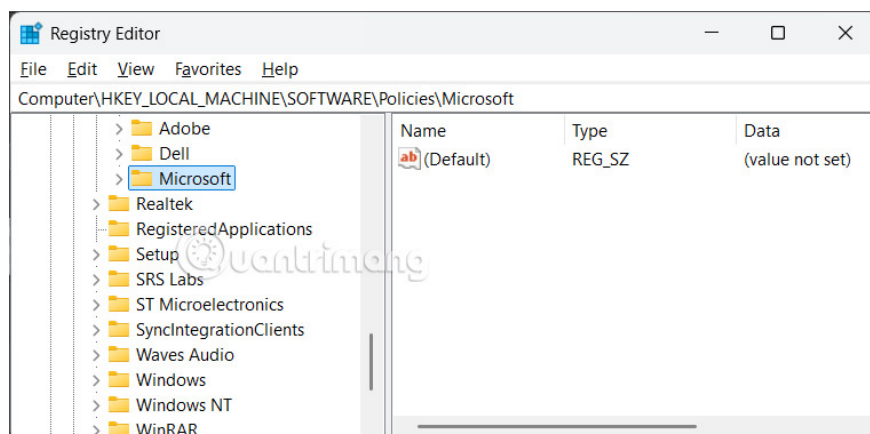 Registry Editor
File Edit View Favorites Help
Computer\HKEY_LOCAL_MACHINE\SOFTWARE\Policies\Microsoft
Adobe
Dell
Microsoft
Realtek
RegisteredApplications
Setup
SRS Labs
ST Microelectronics
SyncIntegrationClients
Waves Audio
Windows
Windows NT
WinRAR
Name Type Data
ab (Default) REG_SZ (value not set)
Quantrimang